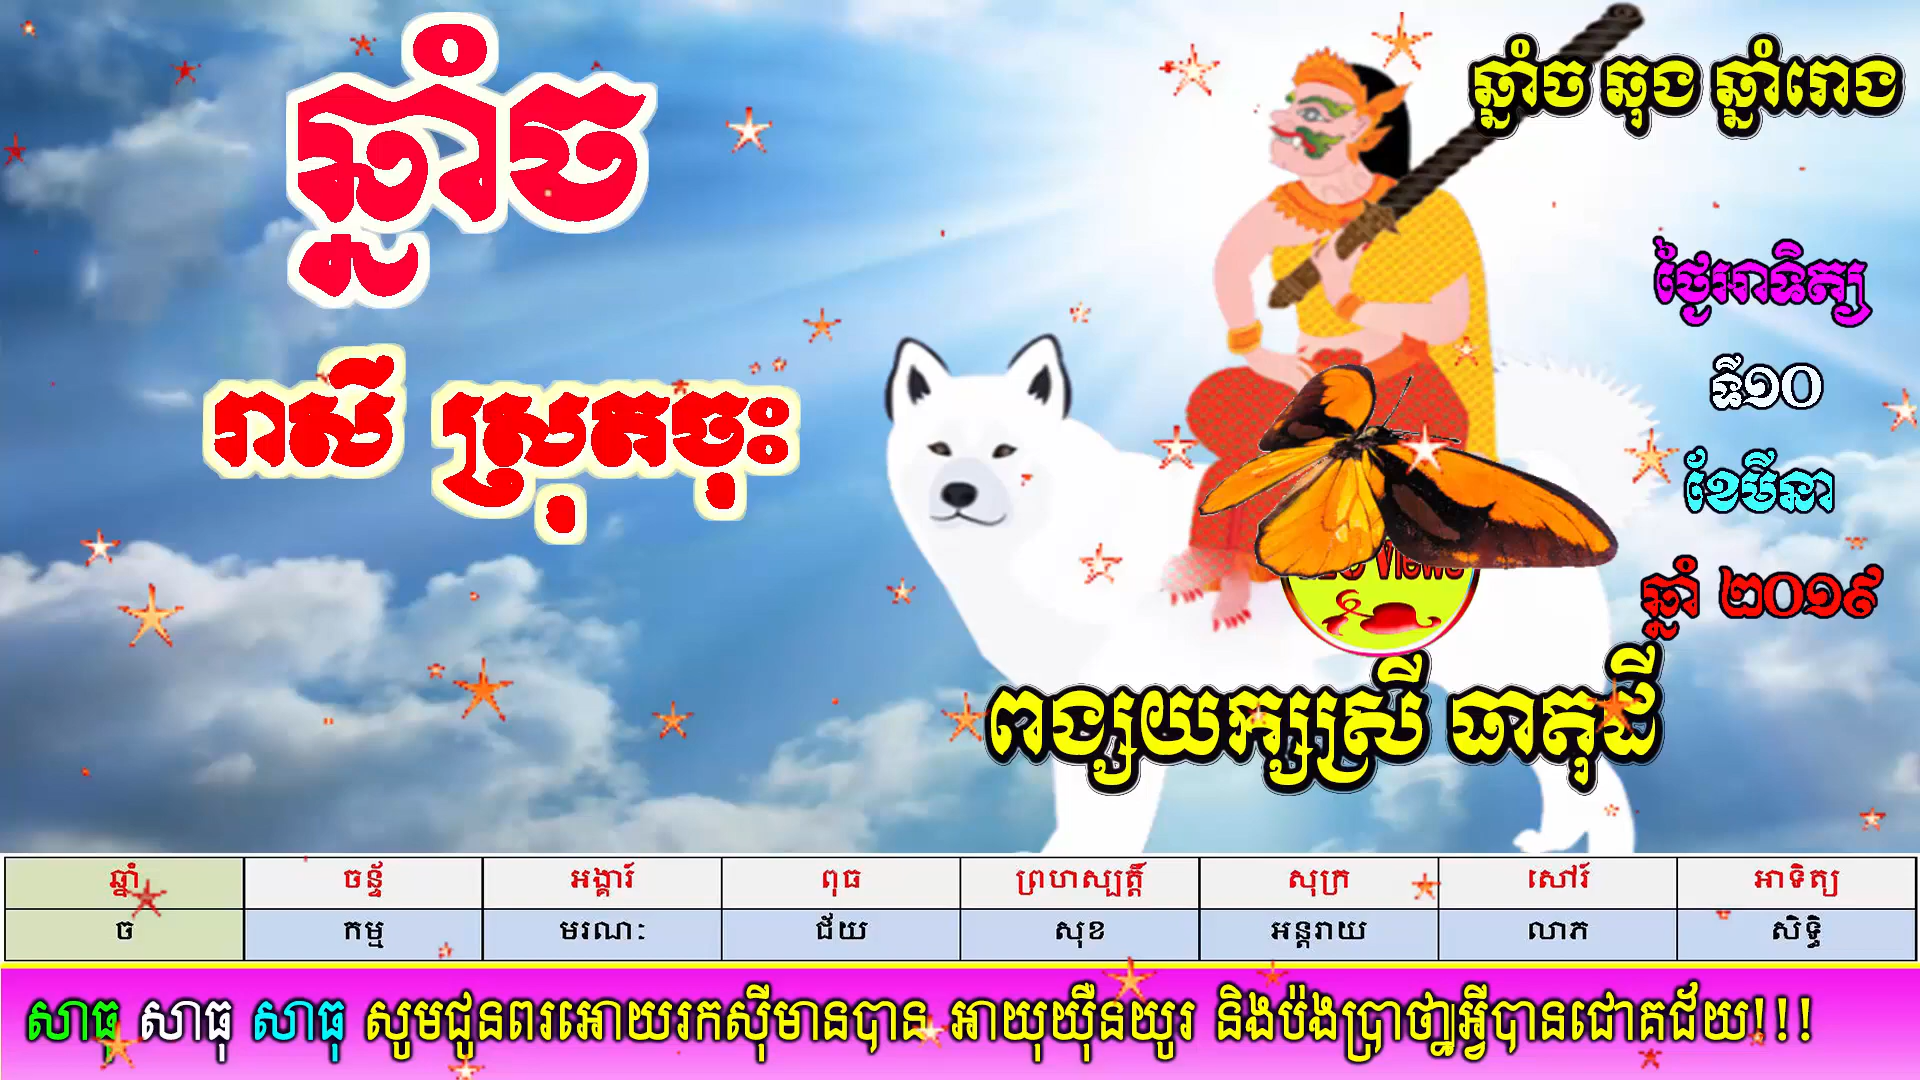 ឆ្នាំច
រាសី ស្រុតចុះ
ឆ្នាំច ឆុង ឆ្នាំរោង
ថ្ងៃអាទិត្យ
ទី១០
ខែមីនា
ឆ្នាំ ២០១៩
Views
ពង្សយក្សស្រី ធាតុដី
ឆ្នាំ ចន្ទ័ អង្គារ៍ ពុធ ព្រហស្បត្តិ៍ សុក្រ សៅរ៍ អាទិត្យ
ច កម្ម មរណៈ ជ័យ សុខ អន្តរាយ លាភ សិទ្ធិ
សាធុ សាធុ សាធុ សូមជូនពរអោយរកស៊ីមានបាន អាយុយ៉ឺនយូរ និងប៉ងប្រាថ្នាអ្វីបានជោគជ័យ!!!